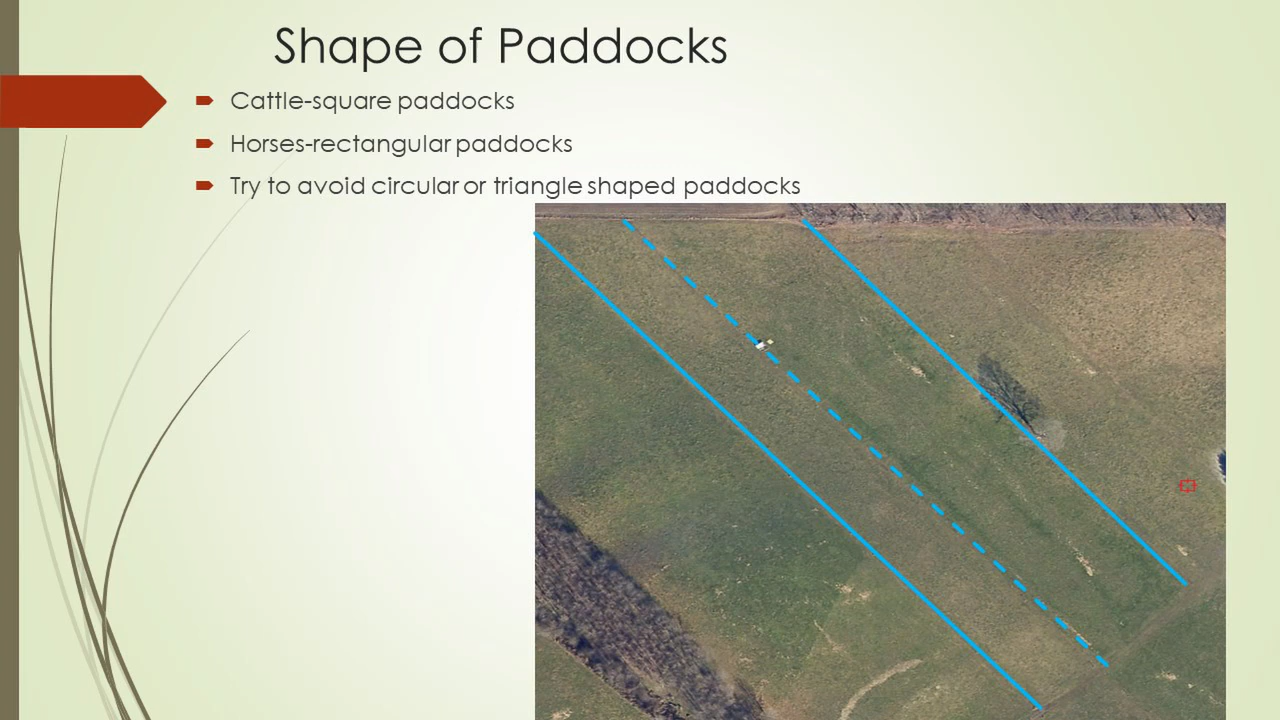 Shape of Paddocks
Cattle-square paddocks
Horses-rectangular paddocks
Try to avoid circular or triangle shaped paddocks